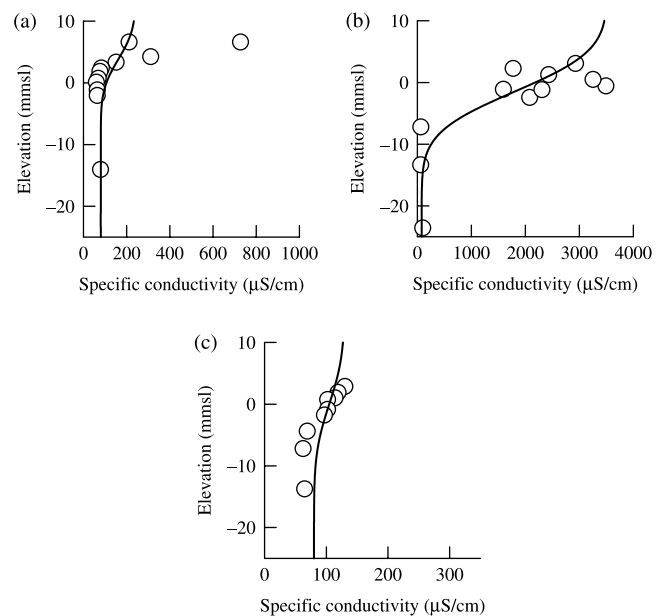 (a)
10
0
−10
−20
Elevation (mmsl)
0 200 400 600 800 1000
Specific conductivity (μS/cm)
(b)
10
0
−10
−20
Elevation (mmsl)
0 1000 2000 3000 4000
Specific conductivity (μS/cm)
(c)
10
0
−10
−20
Elevation (mmsl)
0 100 200 300
Specific conductivity (μS/cm)